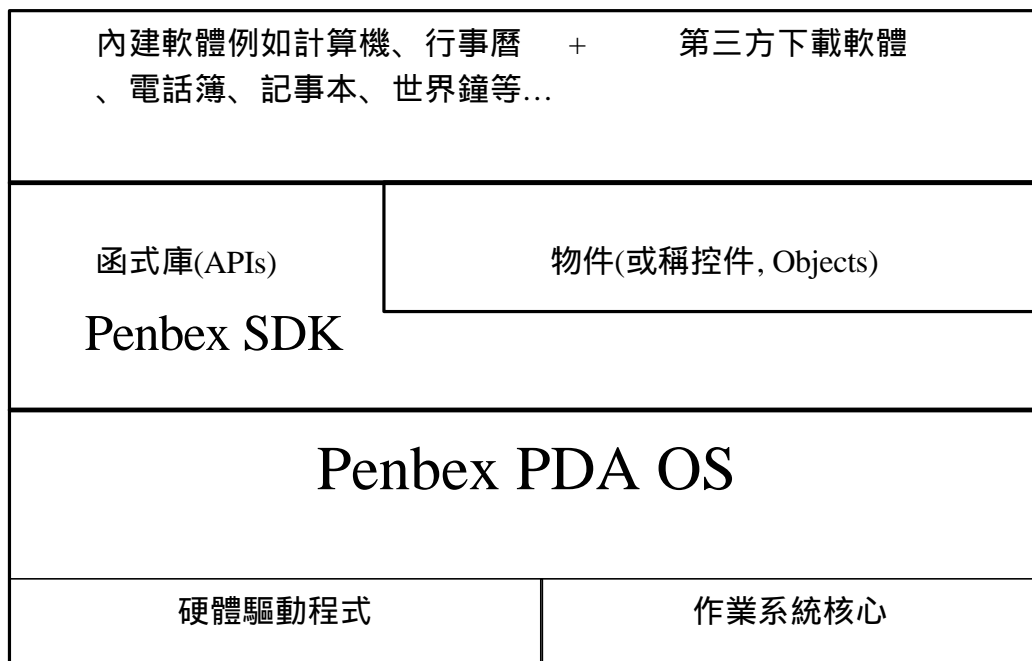 內建軟體例如計算機、行事曆 + 第三方下載軟體
、電話簿、記事本、世界鐘等…
函式庫(APIs) 物件(或稱控件, Objects)
Penbex SDK
Penbex PDA OS
硬體驅動程式 作業系統核心